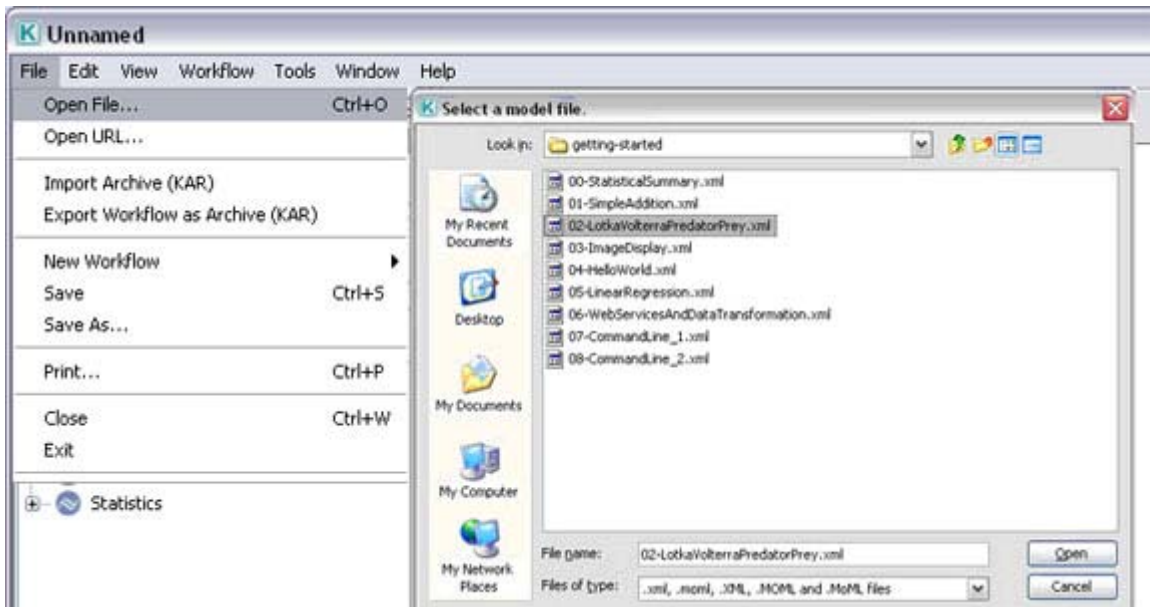 K Unnamed
File Edit View Workflow Tools Window Help
Open File... Ctrl+O
Open URL...
Import Archive (KAR)
Export Workflow as Archive (KAR)
New Workflow
Save Ctrl+S
Save As...
Print... Ctrl+P
Close Ctrl+W
Exit
Statistics
K Select a model file.
Look in: getting-started
My Recent Documents
Desktop
My Documents
My Computer
My Network Places
00-StatisticalSummary.xml
01-SimpleAddition.xml
02-LotkaVolterraPredatorPrey.xml
03-ImageDisplay.xml
04-HelloWorld.xml
05-LinearRegression.xml
06-WebServicesAndDataTransformation.xml
07-CommandLine_1.xml
08-CommandLine_2.xml
File name: 02-LotkaVolterraPredatorPrey.xml Open
Files of type: .xml, .moml, .XML, .MOML and .MoML files Cancel